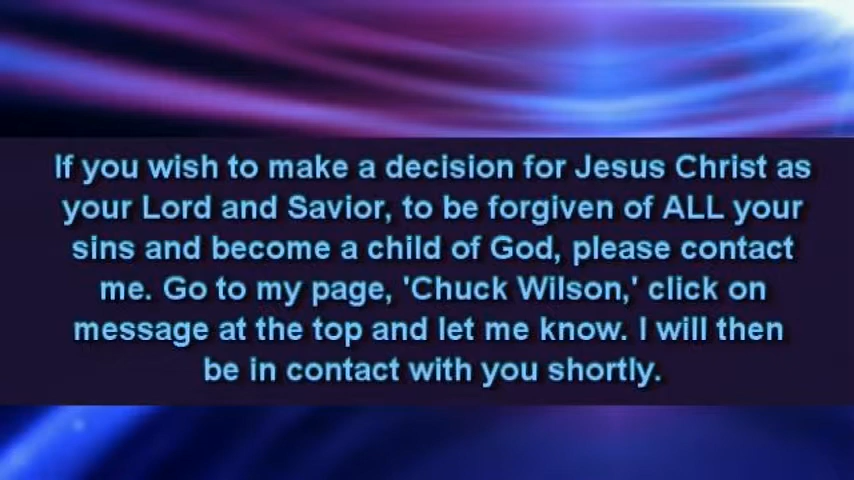 If you wish to make a decision for Jesus Christ as
your Lord and Savior, to be forgiven of ALL your
sins and become a child of God, please contact
me. Go to my page, 'Chuck Wilson,' click on
message at the top and let me know. I will then
be in contact with you shortly.